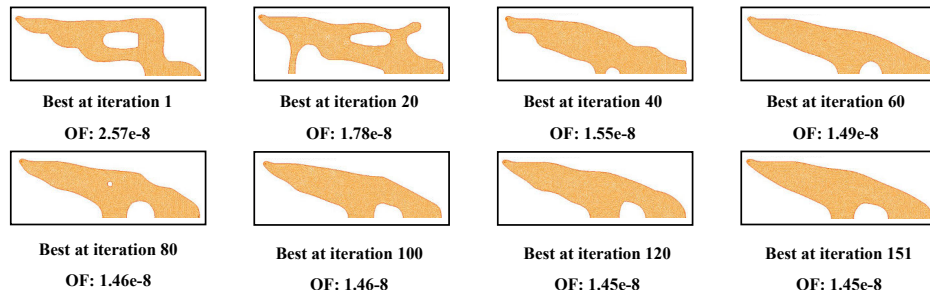 Best at iteration 1
Best at iteration 20
Best at iteration 40
Best at iteration 60
OF: 2.57e-8
OF: 1.78e-8
OF: 1.55e-8
OF: 1.49e-8
Best at iteration 80
Best at iteration 100
Best at iteration 120
Best at iteration 151
OF: 1.46e-8
OF: 1.46-8
OF: 1.45e-8
OF: 1.45e-8